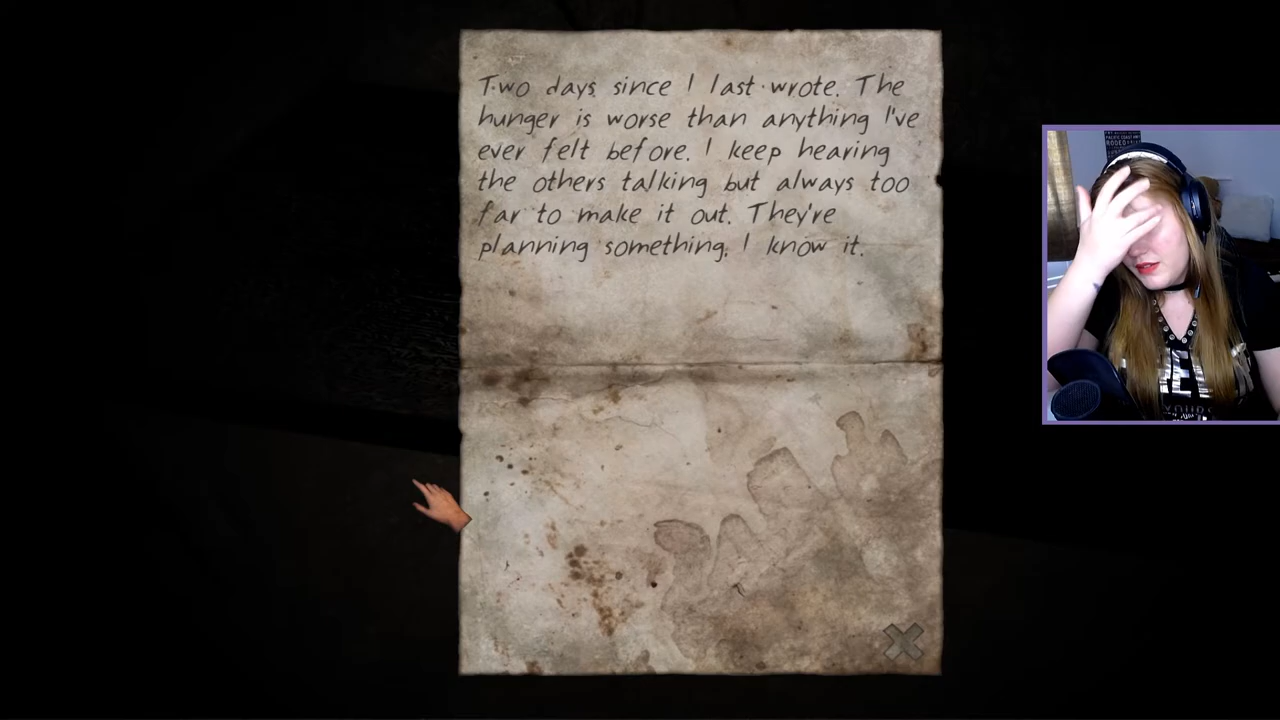 Two days since I last wrote. The
hunger is worse than anything I've
ever felt before. I keep hearing
the others talking but always too
far to make it out. They're
planning something. I know it.